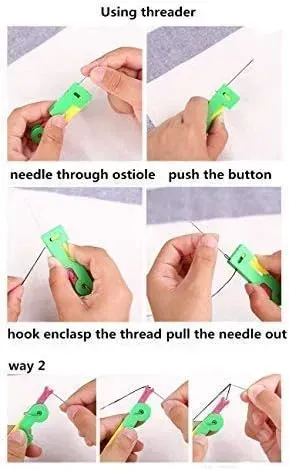 Using threader
needle through ostiole push the button
hook enclasp the thread pull the needle out
way 2